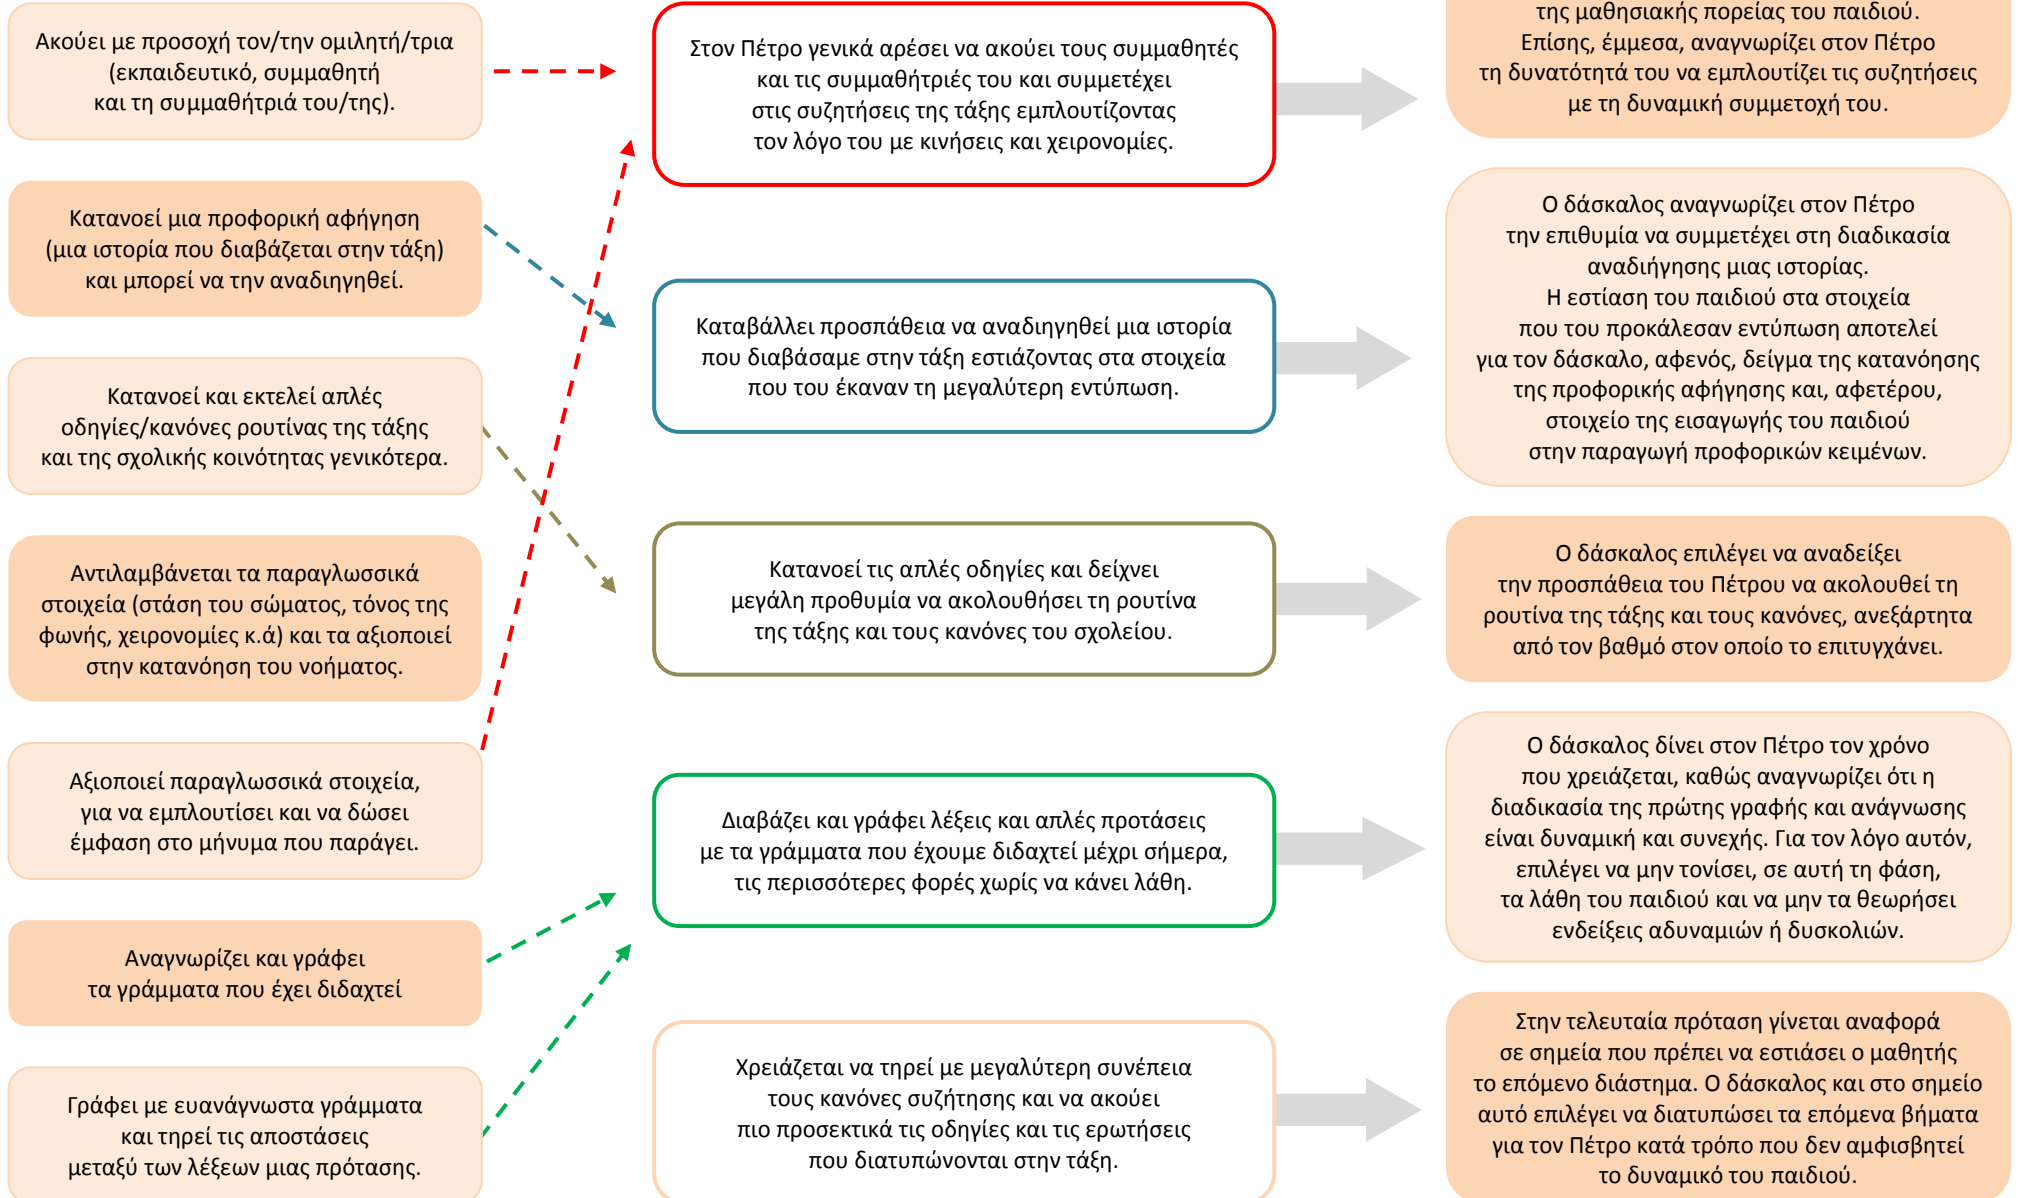 Ακούει με προσοχή τον/την ομιλητή/τρια
(εκπαιδευτικό, συμμαθητή
και τη συμμαθήτριά του/της).
Κατανοεί μια προφορική αφήγηση
(μια ιστορία που διαβάζεται στην τάξη)
και μπορεί να την αναδιηγηθεί.
Κατανοεί και εκτελεί απλές
οδηγίες/κανόνες ρουτίνας της τάξης
και της σχολικής κοινότητας γενικότερα.
Αντιλαμβάνεται τα παραγλωσσικά
στοιχεία (στάση του σώματος, τόνος της
φωνής, χειρονομίες κ.ά) και τα αξιοποιεί
στην κατανόηση του νοήματος.
Αξιοποιεί παραγλωσσικά στοιχεία,
για να εμπλουτίσει και να δώσει
έμφαση στο μήνυμα που παράγει.
Αναγνωρίζει και γράφει
τα γράμματα που έχει διδαχτεί
Γράφει με ευανάγνωστα γράμματα
και τηρεί τις αποστάσεις
μεταξύ των λέξεων μιας πρότασης.
Στον Πέτρο γενικά αρέσει να ακούει τους συμμαθητές
και τις συμμαθήτριές του και συμμετέχει
στις συζητήσεις της τάξης εμπλουτίζοντας
τον λόγο του με κινήσεις και χειρονομίες.
Καταβάλλει προσπάθεια να αναδιηγηθεί μια ιστορία
που διαβάσαμε στην τάξη εστιάζοντας στα στοιχεία
που του έκαναν τη μεγαλύτερη εντύπωση.
Κατανοεί τις απλές οδηγίες και δείχνει
μεγάλη προθυμία να ακολουθήσει τη ρουτίνα
της τάξης και τους κανόνες του σχολείου.
Διαβάζει και γράφει λέξεις και απλές προτάσεις
με τα γράμματα που έχουμε διδαχτεί μέχρι σήμερα,
τις περισσότερες φορές χωρίς να κάνει λάθη.
Χρειάζεται να τηρεί με μεγαλύτερη συνέπεια
τους κανόνες συζήτησης και να ακούει
πιο προσεκτικά τις οδηγίες και τις ερωτήσεις
που διατυπώνονται στην τάξη.
της μαθησιακής πορείας του παιδιού.
Επίσης, έμμεσα, αναγνωρίζει στον Πέτρο
τη δυνατότητά του να εμπλουτίζει τις συζητήσεις
με τη δυναμική συμμετοχή του.
Ο δάσκαλος αναγνωρίζει στον Πέτρο
την επιθυμία να συμμετέχει στη διαδικασία
αναδιήγησης μιας ιστορίας.
Η εστίαση του παιδιού στα στοιχεία
που του προκάλεσαν εντύπωση αποτελεί
για τον δάσκαλο, αφενός, δείγμα της κατανόησης
της προφορικής αφήγησης και, αφετέρου,
στοιχείο της εισαγωγής του παιδιού
στην παραγωγή προφορικών κειμένων.
Ο δάσκαλος επιλέγει να αναδείξει
την προσπάθεια του Πέτρου να ακολουθεί τη
ρουτίνα της τάξης και τους κανόνες, ανεξάρτητα
από τον βαθμό στον οποίο το επιτυγχάνει.
Ο δάσκαλος δίνει στον Πέτρο τον χρόνο
που χρειάζεται, καθώς αναγνωρίζει ότι η
διαδικασία της πρώτης γραφής και ανάγνωσης
είναι δυναμική και συνεχής. Για τον λόγο αυτόν,
επιλέγει να μην τονίσει, σε αυτή τη φάση,
τα λάθη του παιδιού και να μην τα θεωρήσει
ενδείξεις αδυναμιών ή δυσκολιών.
Στην τελευταία πρόταση γίνεται αναφορά
σε σημεία που πρέπει να εστιάσει ο μαθητής
το επόμενο διάστημα. Ο δάσκαλος και στο σημείο
αυτό επιλέγει να διατυπώσει τα επόμενα βήματα
για τον Πέτρο κατά τρόπο που δεν αμφισβητεί
το δυναμικό του παιδιού.